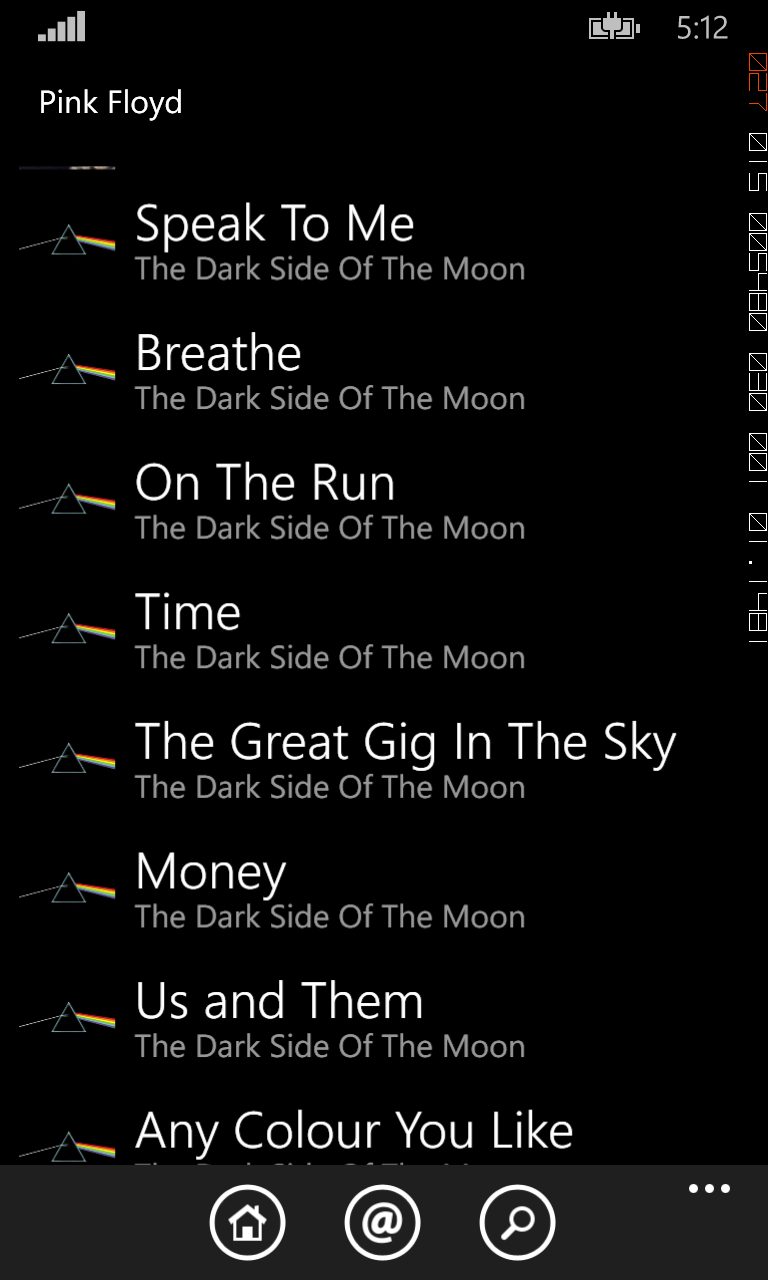 5:12
Pink Floyd
Speak To Me
The Dark Side Of The Moon
Breathe
The Dark Side Of The Moon
On The Run
The Dark Side Of The Moon
Time
The Dark Side Of The Moon
The Great Gig In The Sky
The Dark Side Of The Moon
Money
The Dark Side Of The Moon
Us and Them
The Dark Side Of The Moon
Any Colour You Like